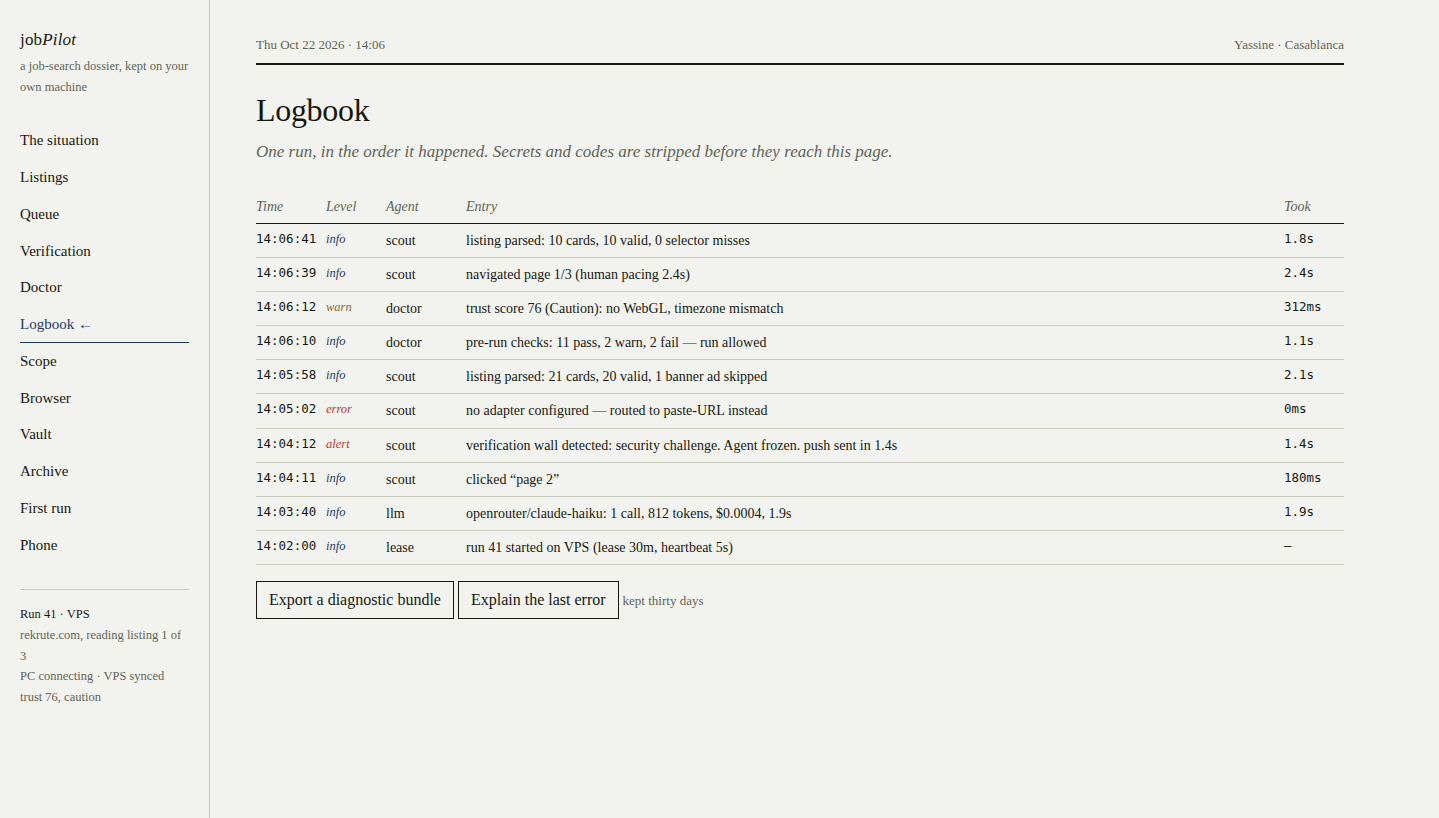 jobPilot
a job-search dossier, kept on your
own machine
The situation
Listings
Queue
Verification
Doctor
Logbook ←
Scope
Browser
Vault
Archive
First run
Phone
Run 41 · VPS
rekrute.com, reading listing 1 of
3
PC connecting · VPS synced
trust 76, caution
Thu Oct 22 2026 · 14:06 Yassine · Casablanca
Logbook
One run, in the order it happened. Secrets and codes are stripped before they reach this page.
Time Level Agent Entry Took
14:06:41 info scout listing parsed: 10 cards, 10 valid, 0 selector misses 1.8s
14:06:39 info scout navigated page 1/3 (human pacing 2.4s) 2.4s
14:06:12 warn doctor trust score 76 (Caution): no WebGL, timezone mismatch 312ms
14:06:10 info doctor pre-run checks: 11 pass, 2 warn, 2 fail — run allowed 1.1s
14:05:58 info scout listing parsed: 21 cards, 20 valid, 1 banner ad skipped 2.1s
14:05:02 error scout no adapter configured — routed to paste-URL instead 0ms
14:04:12 alert scout verification wall detected: security challenge. Agent frozen. push sent in 1.4s 1.4s
14:04:11 info scout clicked “page 2” 180ms
14:03:40 info llm openrouter/claude-haiku: 1 call, 812 tokens, $0.0004, 1.9s 1.9s
14:02:00 info lease run 41 started on VPS (lease 30m, heartbeat 5s) —
Export a diagnostic bundle Explain the last error kept thirty days